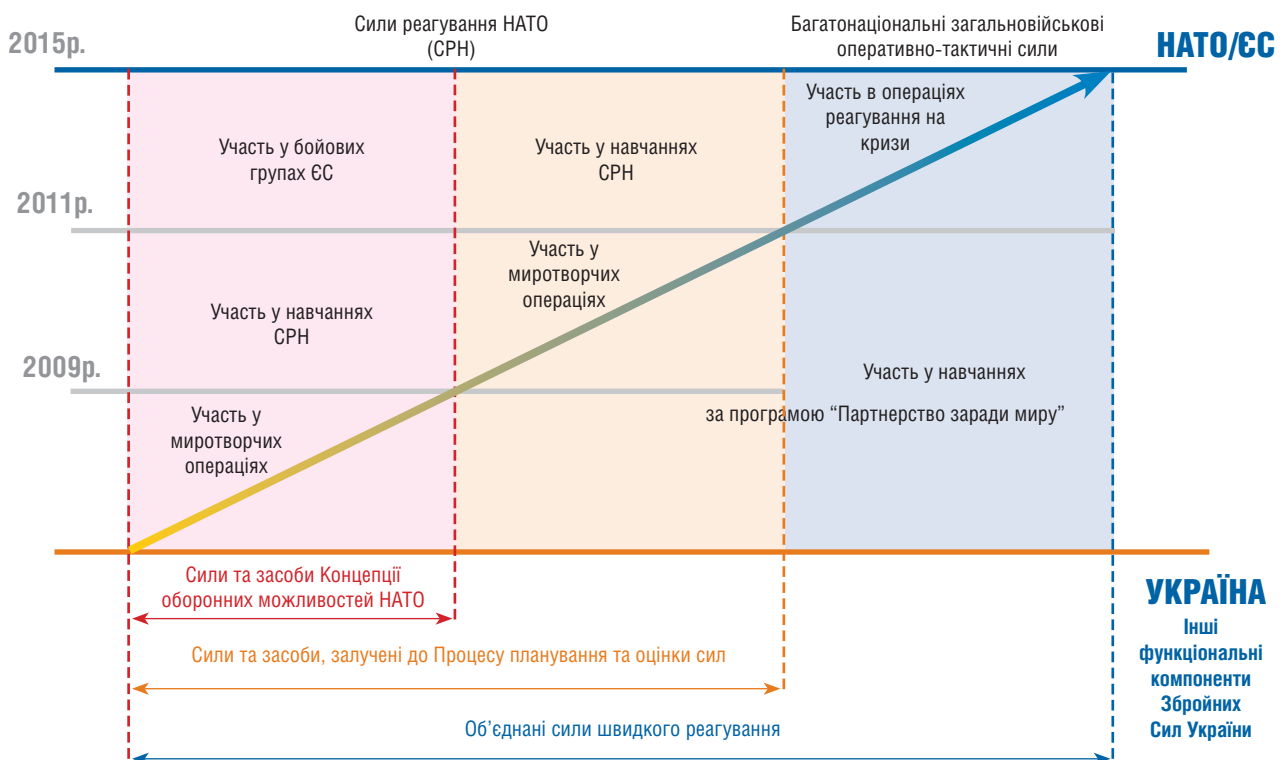 Сили реагування НАТО
(СРН)
Багатонаціональні загальновійськові
оперативно-тактичні сили
2015р.
НАТО/ЄС
Участь у бойових
групах ЄС
Участь у навчаннях
СРН
Участь в операціях
реагування на
кризи
2011р.
Участь у
миротворчих
операціях
Участь у навчаннях
СРН
2009р.
Участь у
миротворчих
операціях
Участь у навчаннях
за програмою “Партнерство заради миру”
Сили та засоби Концепції
оборонних можливостей НАТО
Сили та засоби, залучені до Процесу планування та оцінки сил
Об’єднані сили швидкого реагування
УКРАЇНА
Інші
функціональні
компоненти
Збройних
Сил України